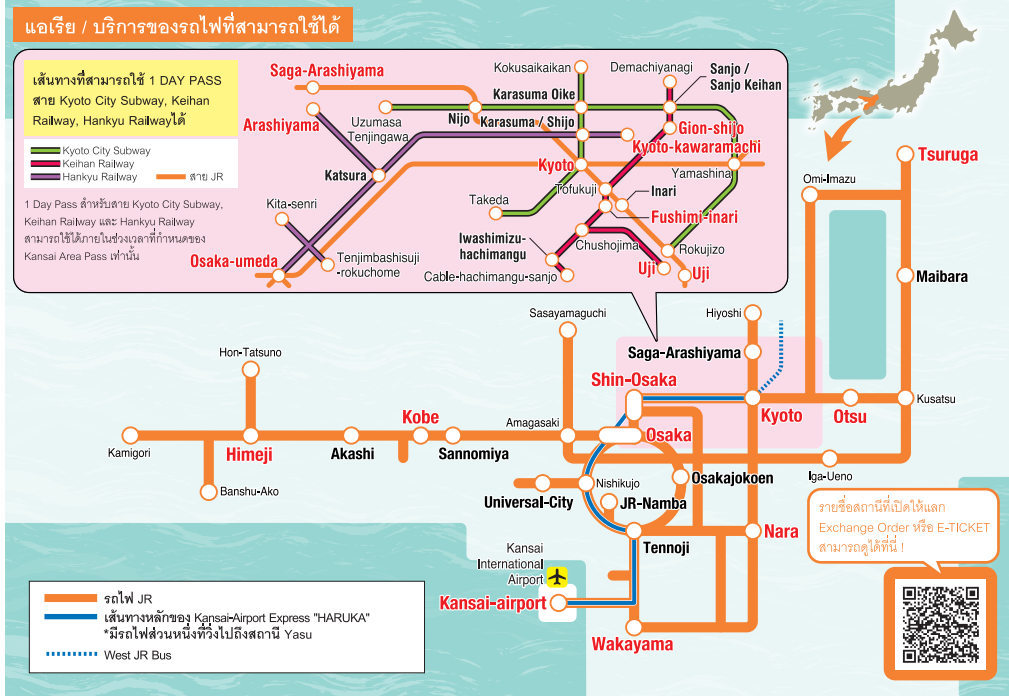 แอเรีย / บริการของรถไฟที่สามารถใช้ได้
เส้นทางที่สามารถใช้ 1 DAY PASS
สาย Kyoto City Subway, Keihan
Railway, Hankyu Railwayได้
Kyoto City Subway
Keihan Railway
Hankyu Railway
สาย JR
1 Day Pass สำหรับสาย Kyoto City Subway,
Keihan Railway และ Hankyu Railway
สามารถใช้ได้ภายในช่วงเวลาที่กำหนดของ
Kansai Area Pass เท่านั้น
Saga-Arashiyama
Arashiyama
Uzumasa
Tenjingawa
Nijo
Kokusaikaikan
Karasuma Oike
Karasuma / Shijo
Demachiyanagi
Sanjo /
Sanjo Keihan
Gion-shijo
Kyoto-kawaramachi
Kyoto
Yamashina
Katsura
Takeda
Tofukuji
Inari
Fushimi-inari
Kita-senri
Iwashimizu-
hachimangu
Chushojima
Rokujizo
Osaka-umeda
Tenjimbashisuji
-rokuchome
Cable-hachimangu-sanjo
Uji
Uji
Tsuruga
Omi-Imazu
Maibara
Sasayamaguchi
Hiyoshi
Saga-Arashiyama
Hon-Tatsuno
Shin-Osaka
Kyoto
Otsu
Kusatsu
Kamigori
Himeji
Akashi
Kobe
Sannomiya
Amagasaki
Osaka
Iga-Ueno
Banshu-Ako
Universal-City
Nishikujo
Osakajokoen
JR-Namba
Tennoji
Nara
Kansai
International
Airport
Kansai-airport
Wakayama
รายชื่อสถานีที่เปิดให้แลก
Exchange Order หรือ E-TICKET
สามารถดูได้ที่นี่ !
รถไฟ JR
เส้นทางหลักของ Kansai-Airport Express "HARUKA"
*มีรถไฟส่วนหนึ่งที่วิ่งไปถึงสถานี Yasu
West JR Bus